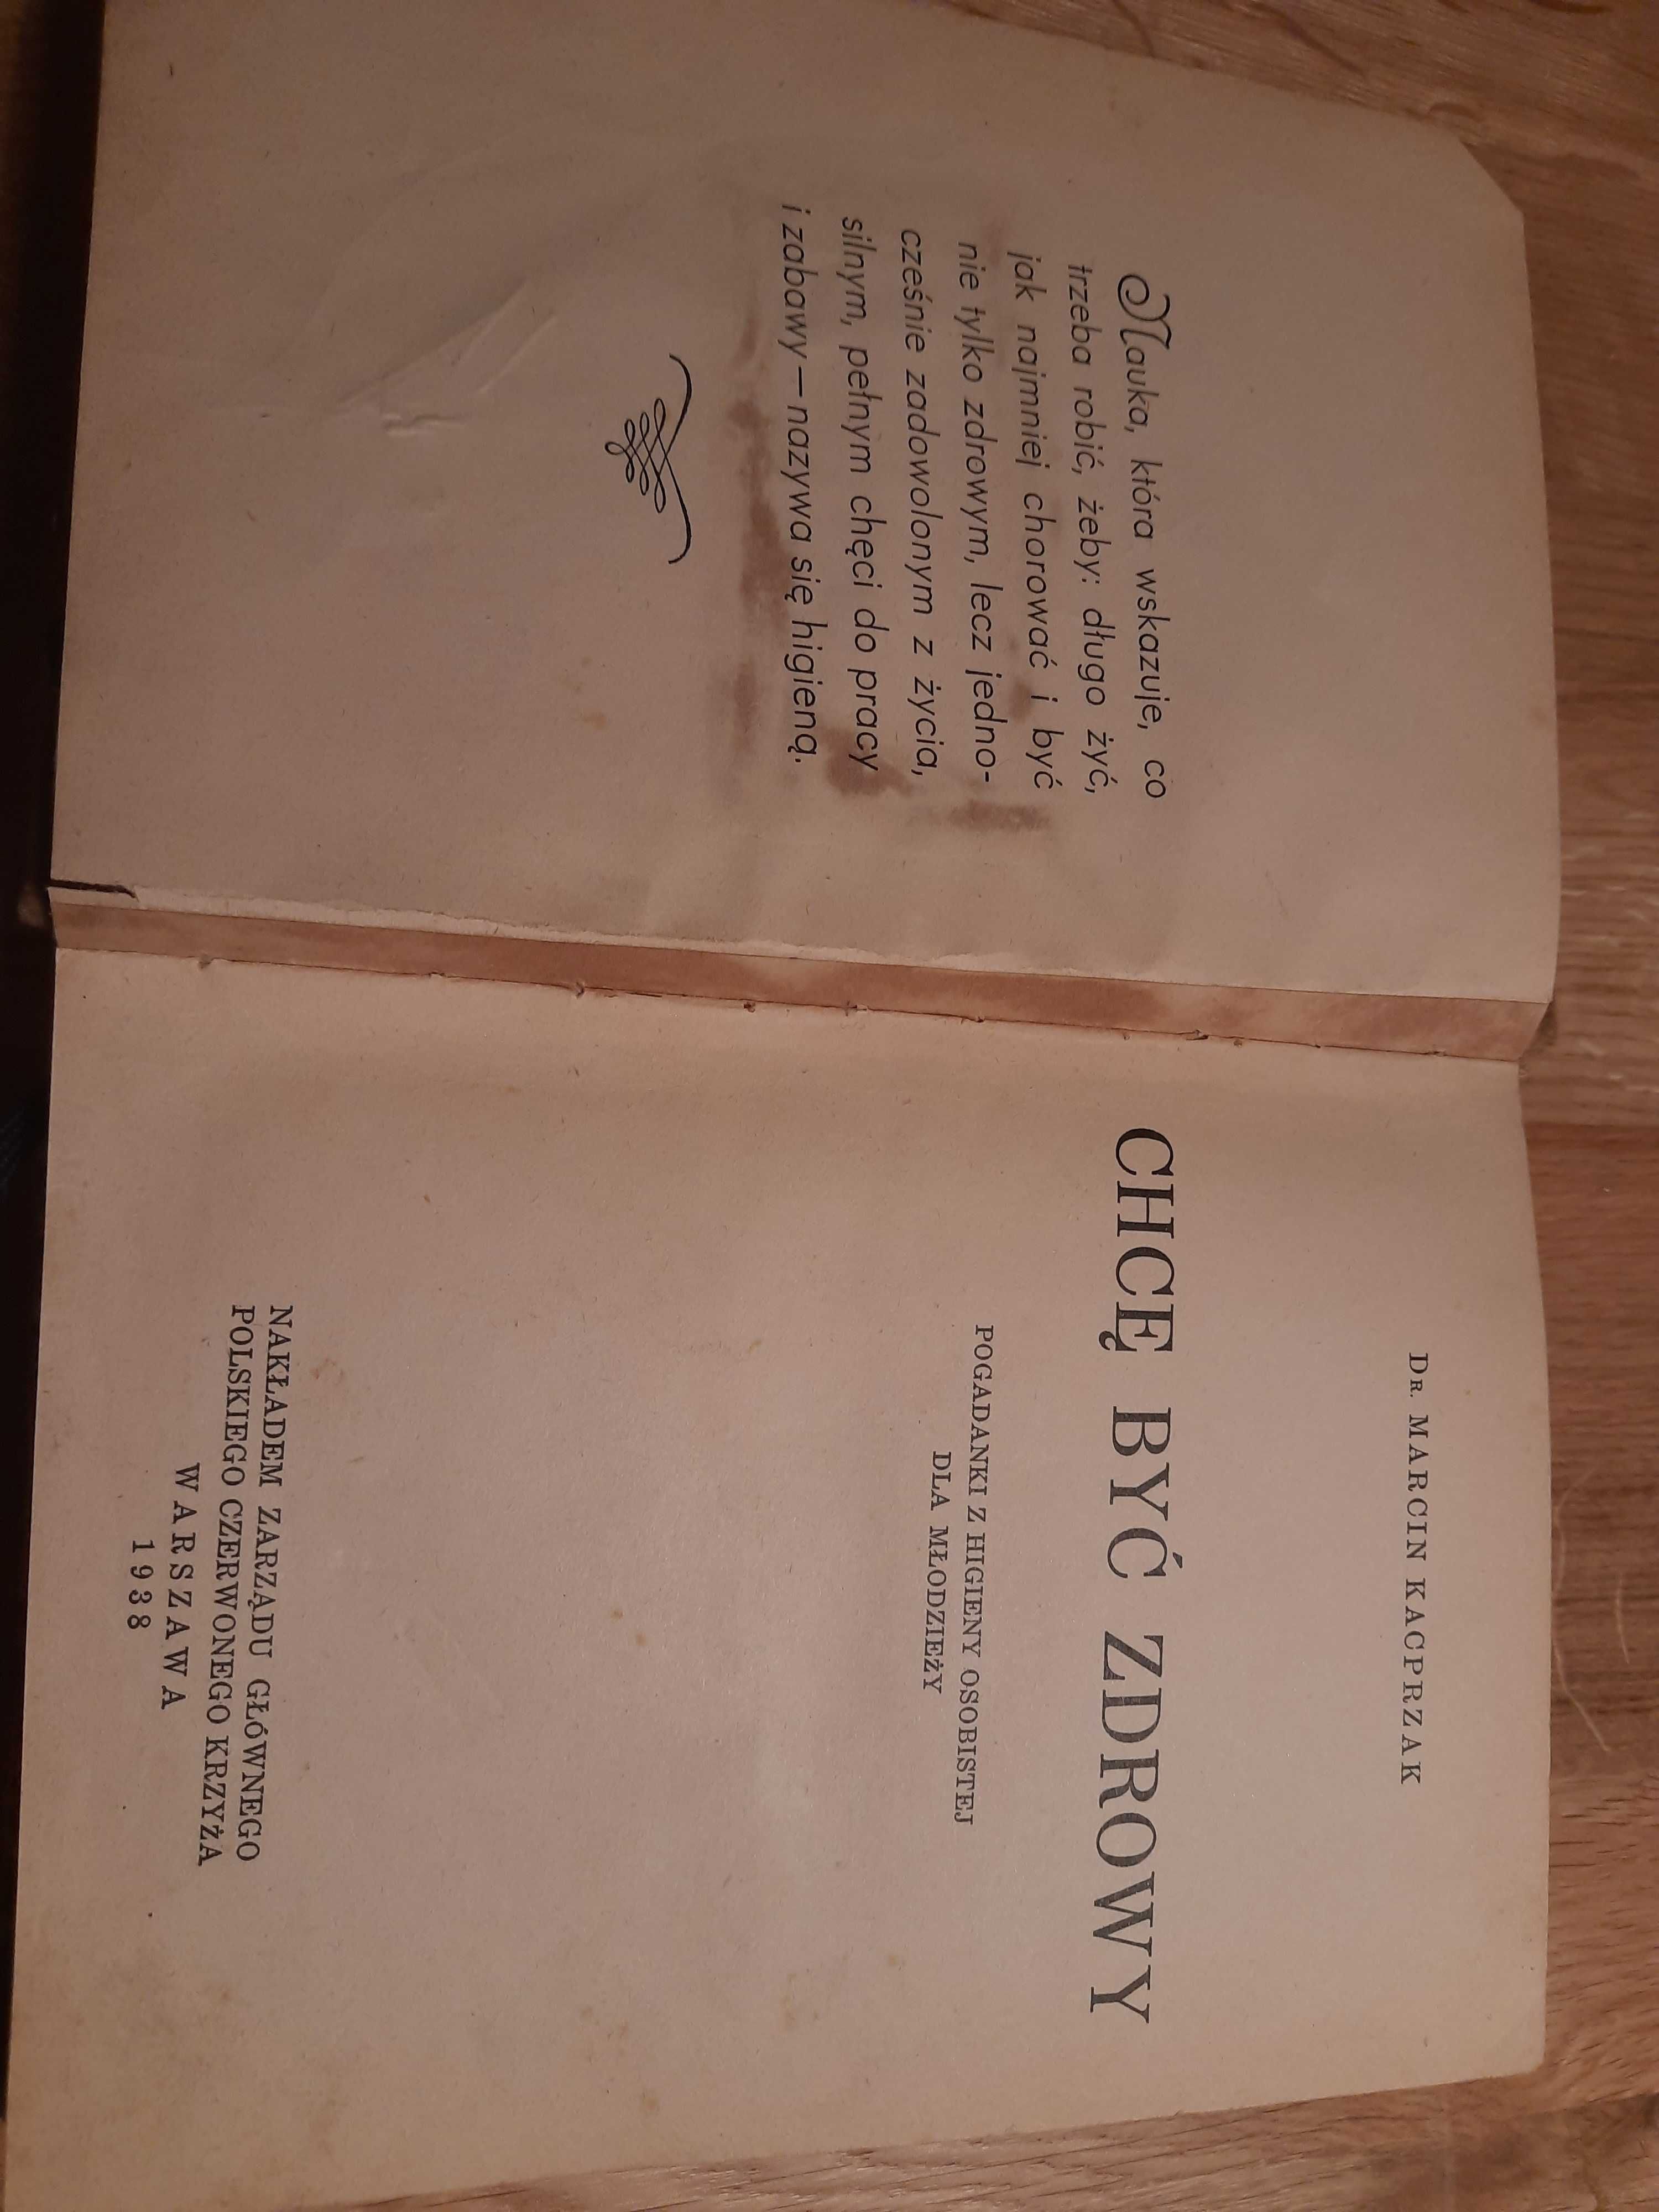 Nauka, która wskazuje, co
trzeba robić, żeby: długo żyć,
jak najmniej chorować i być
nie tylko zdrowym, lecz jedno-
cześnie zadowolonym z życia,
silnym, pełnym chęci do pracy
i zabawy — nazywa się higieną.
DR. MARCIN KACPRZAK
CHCĘ BYĆ ZDROWY
POGADANKI Z HIGIENY OSOBISTEJ
DLA MŁODZIEŻY
NAKŁADEM ZARZĄDU GŁÓWNEGO
POLSKIEGO CZERWONEGO KRZYŻA
WARSZAWA
1938